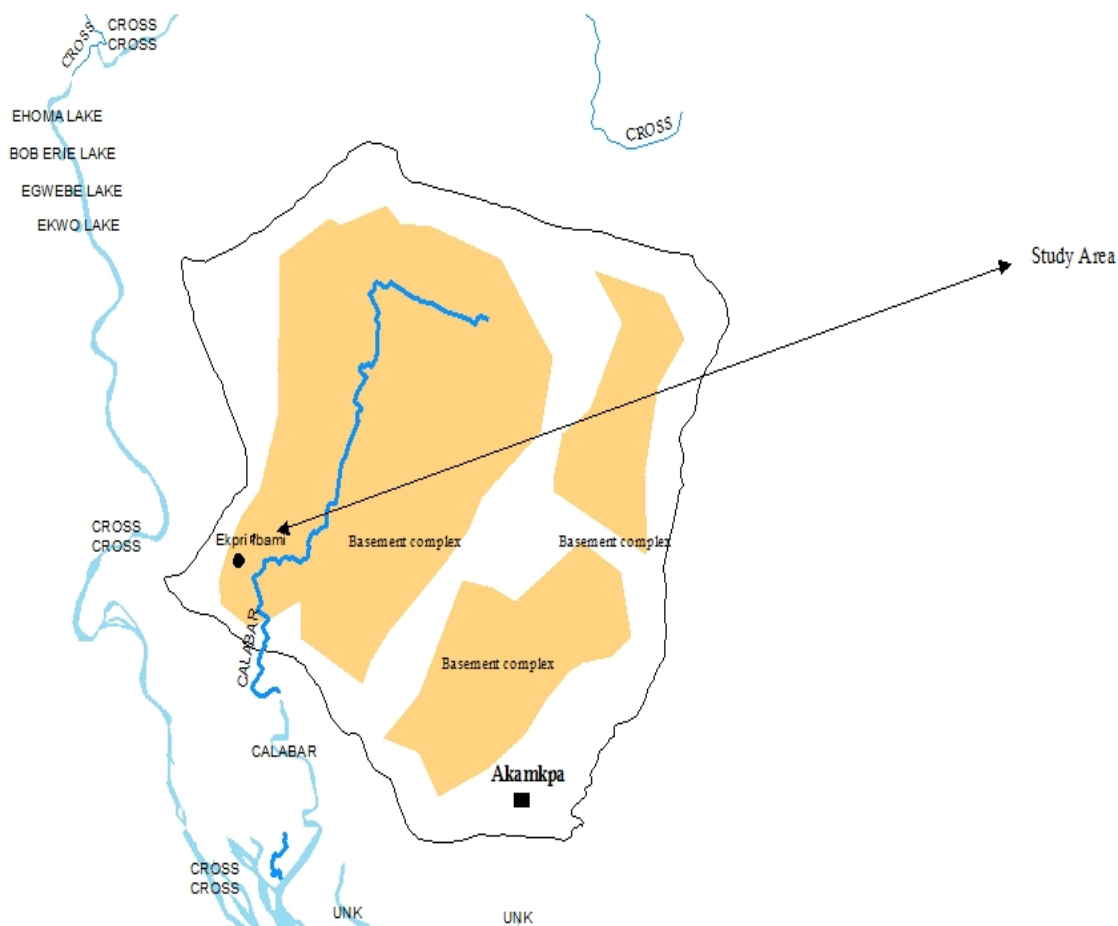 CROSS
CROSS
CROSS
EHOMA LAKE
CROSS
BOB ERIE LAKE
EGWEBE LAKE
EKWO LAKE
Study Area
CROSS
CROSS
Ekpri Ibami
Basement complex
Basement complex
CALABAR
Basement complex
CALABAR
Akamkpa
CROSS
CROSS
UNK
UNK